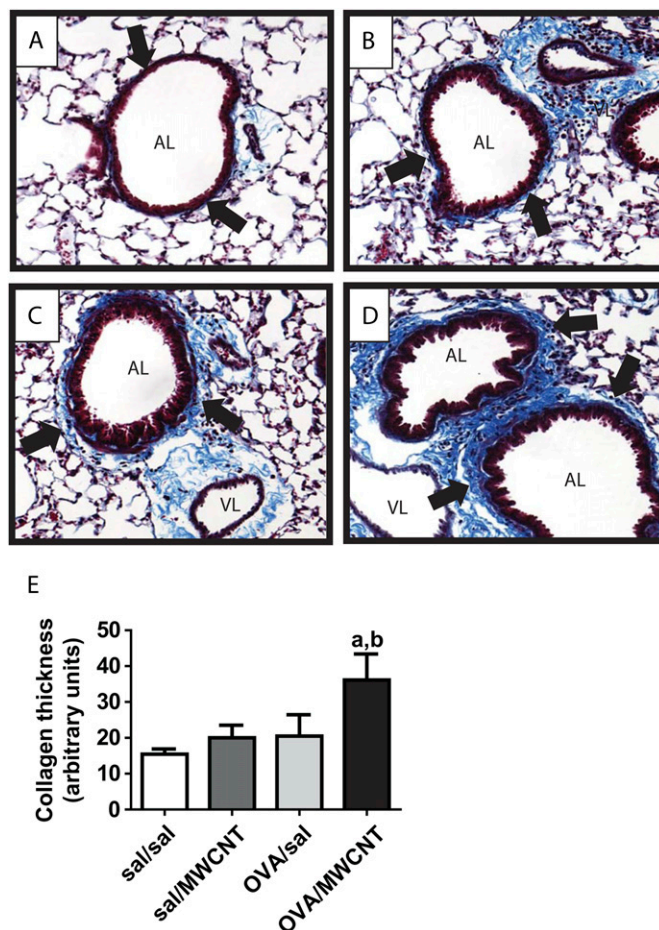 A
AL
B
AL
VL
C
AL
VL
D
AL
AL
VL
E
Collagen thickness
(arbitrary units)
50
40
30
20
10
0
a,b
sal/sal
sal/MWCNT
OVA/sal
OVA/MWCNT